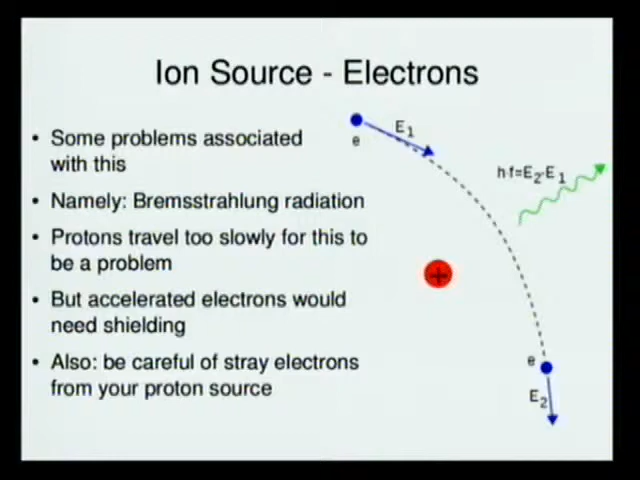 Ion Source - Electrons
• Some problems associated
with this
• Namely: Bremsstrahlung radiation
• Protons travel too slowly for this to
be a problem
• But accelerated electrons would
need shielding
• Also: be careful of stray electrons
from your proton source
e
E1
h·f=E2-E1
+
e
E2